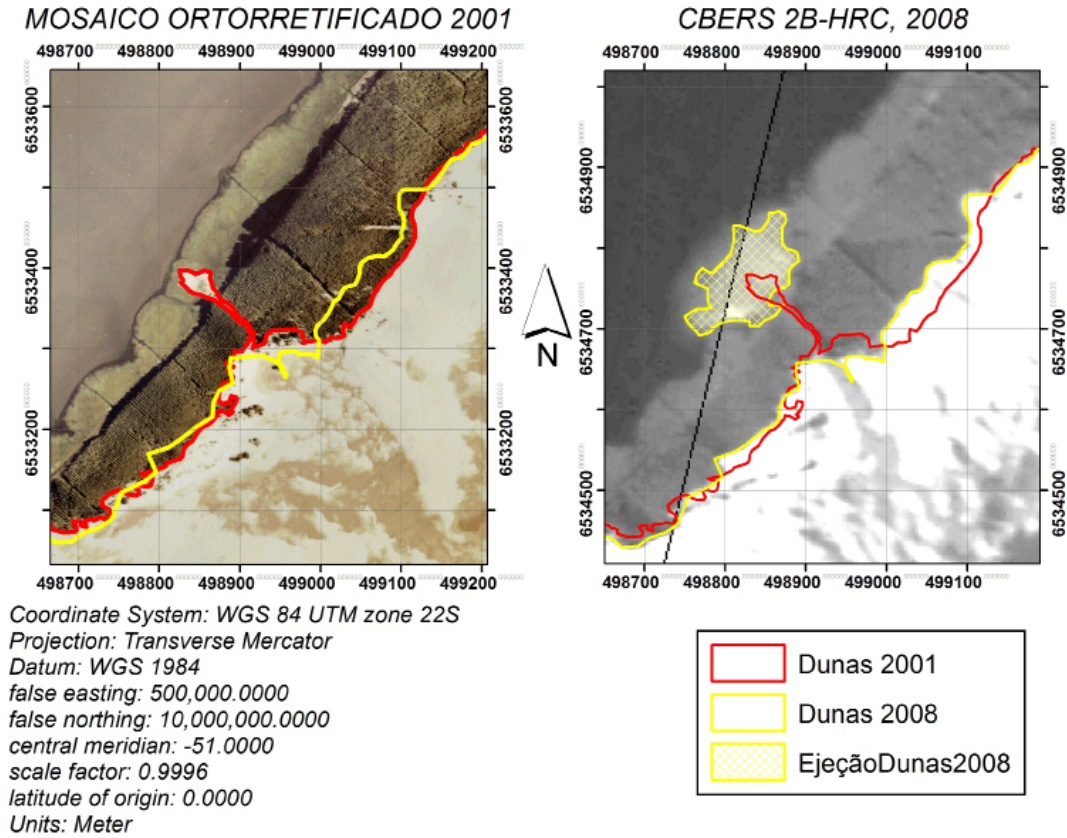 MOSAICO ORTORRETIFICADO 2001
CBERS 2B-HRC, 2008
498700 498800 498900 499000 499100 499200
498700 498800 498900 499000 499100
6533600
6533400
6533200
6533600
6533400
6533200
6534900
6534700
6534500
6534900
6534700
6534500
N
498700 498800 498900 499000 499100 499200
498700 498800 498900 499000 499100
Coordinate System: WGS 84 UTM zone 22S
Projection: Transverse Mercator
Datum: WGS 1984
false easting: 500,000.0000
false northing: 10,000,000.0000
central meridian: -51.0000
scale factor: 0.9996
latitude of origin: 0.0000
Units: Meter
Dunas 2001
Dunas 2008
EjeçãoDunas2008